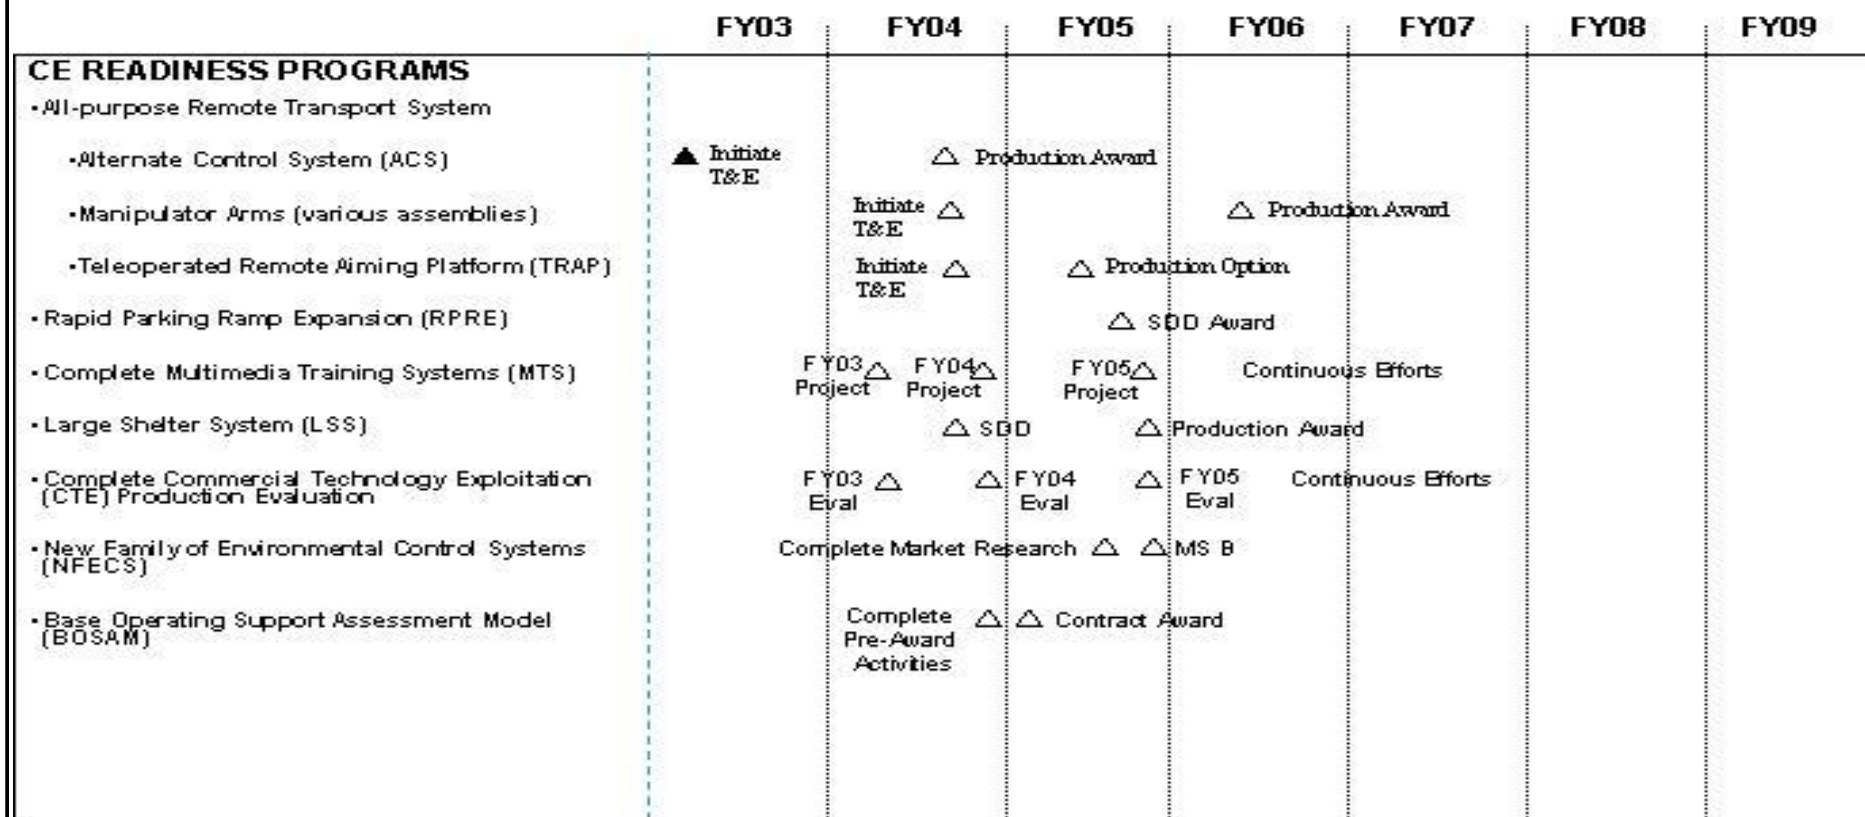 FY03 FY04 FY05 FY06 FY07 FY08 FY09
CE READINESS PROGRAMS
•All-purpose Remote Transport System
•Alternate Control System (ACS)
Initiate
T&E
Production Award
•Manipulator Arms (various assemblies)
Initiate
T&E
Production Award
•Teleoperated Remote Aiming Platform (TRAP)
Initiate
T&E
Production Option
•Rapid Parking Ramp Expansion (RPRE)
SDD Award
•Complete Multimedia Training Systems (MTS)
FY03
Project
FY04
Project
FY05
Project
Continuous Efforts
•Large Shelter System (LSS)
SDD
Production Award
•Complete Commercial Technology Exploitation
(CTE) Production Evaluation
FY03
Eval
FY04
Eval
FY05
Eval
Continuous Efforts
•New Family of Environmental Control Systems
(NFECS)
Complete Market Research
MS B
•Base Operating Support Assessment Model
(BOSAM)
Complete
Pre-Award
Activities
Contract Award